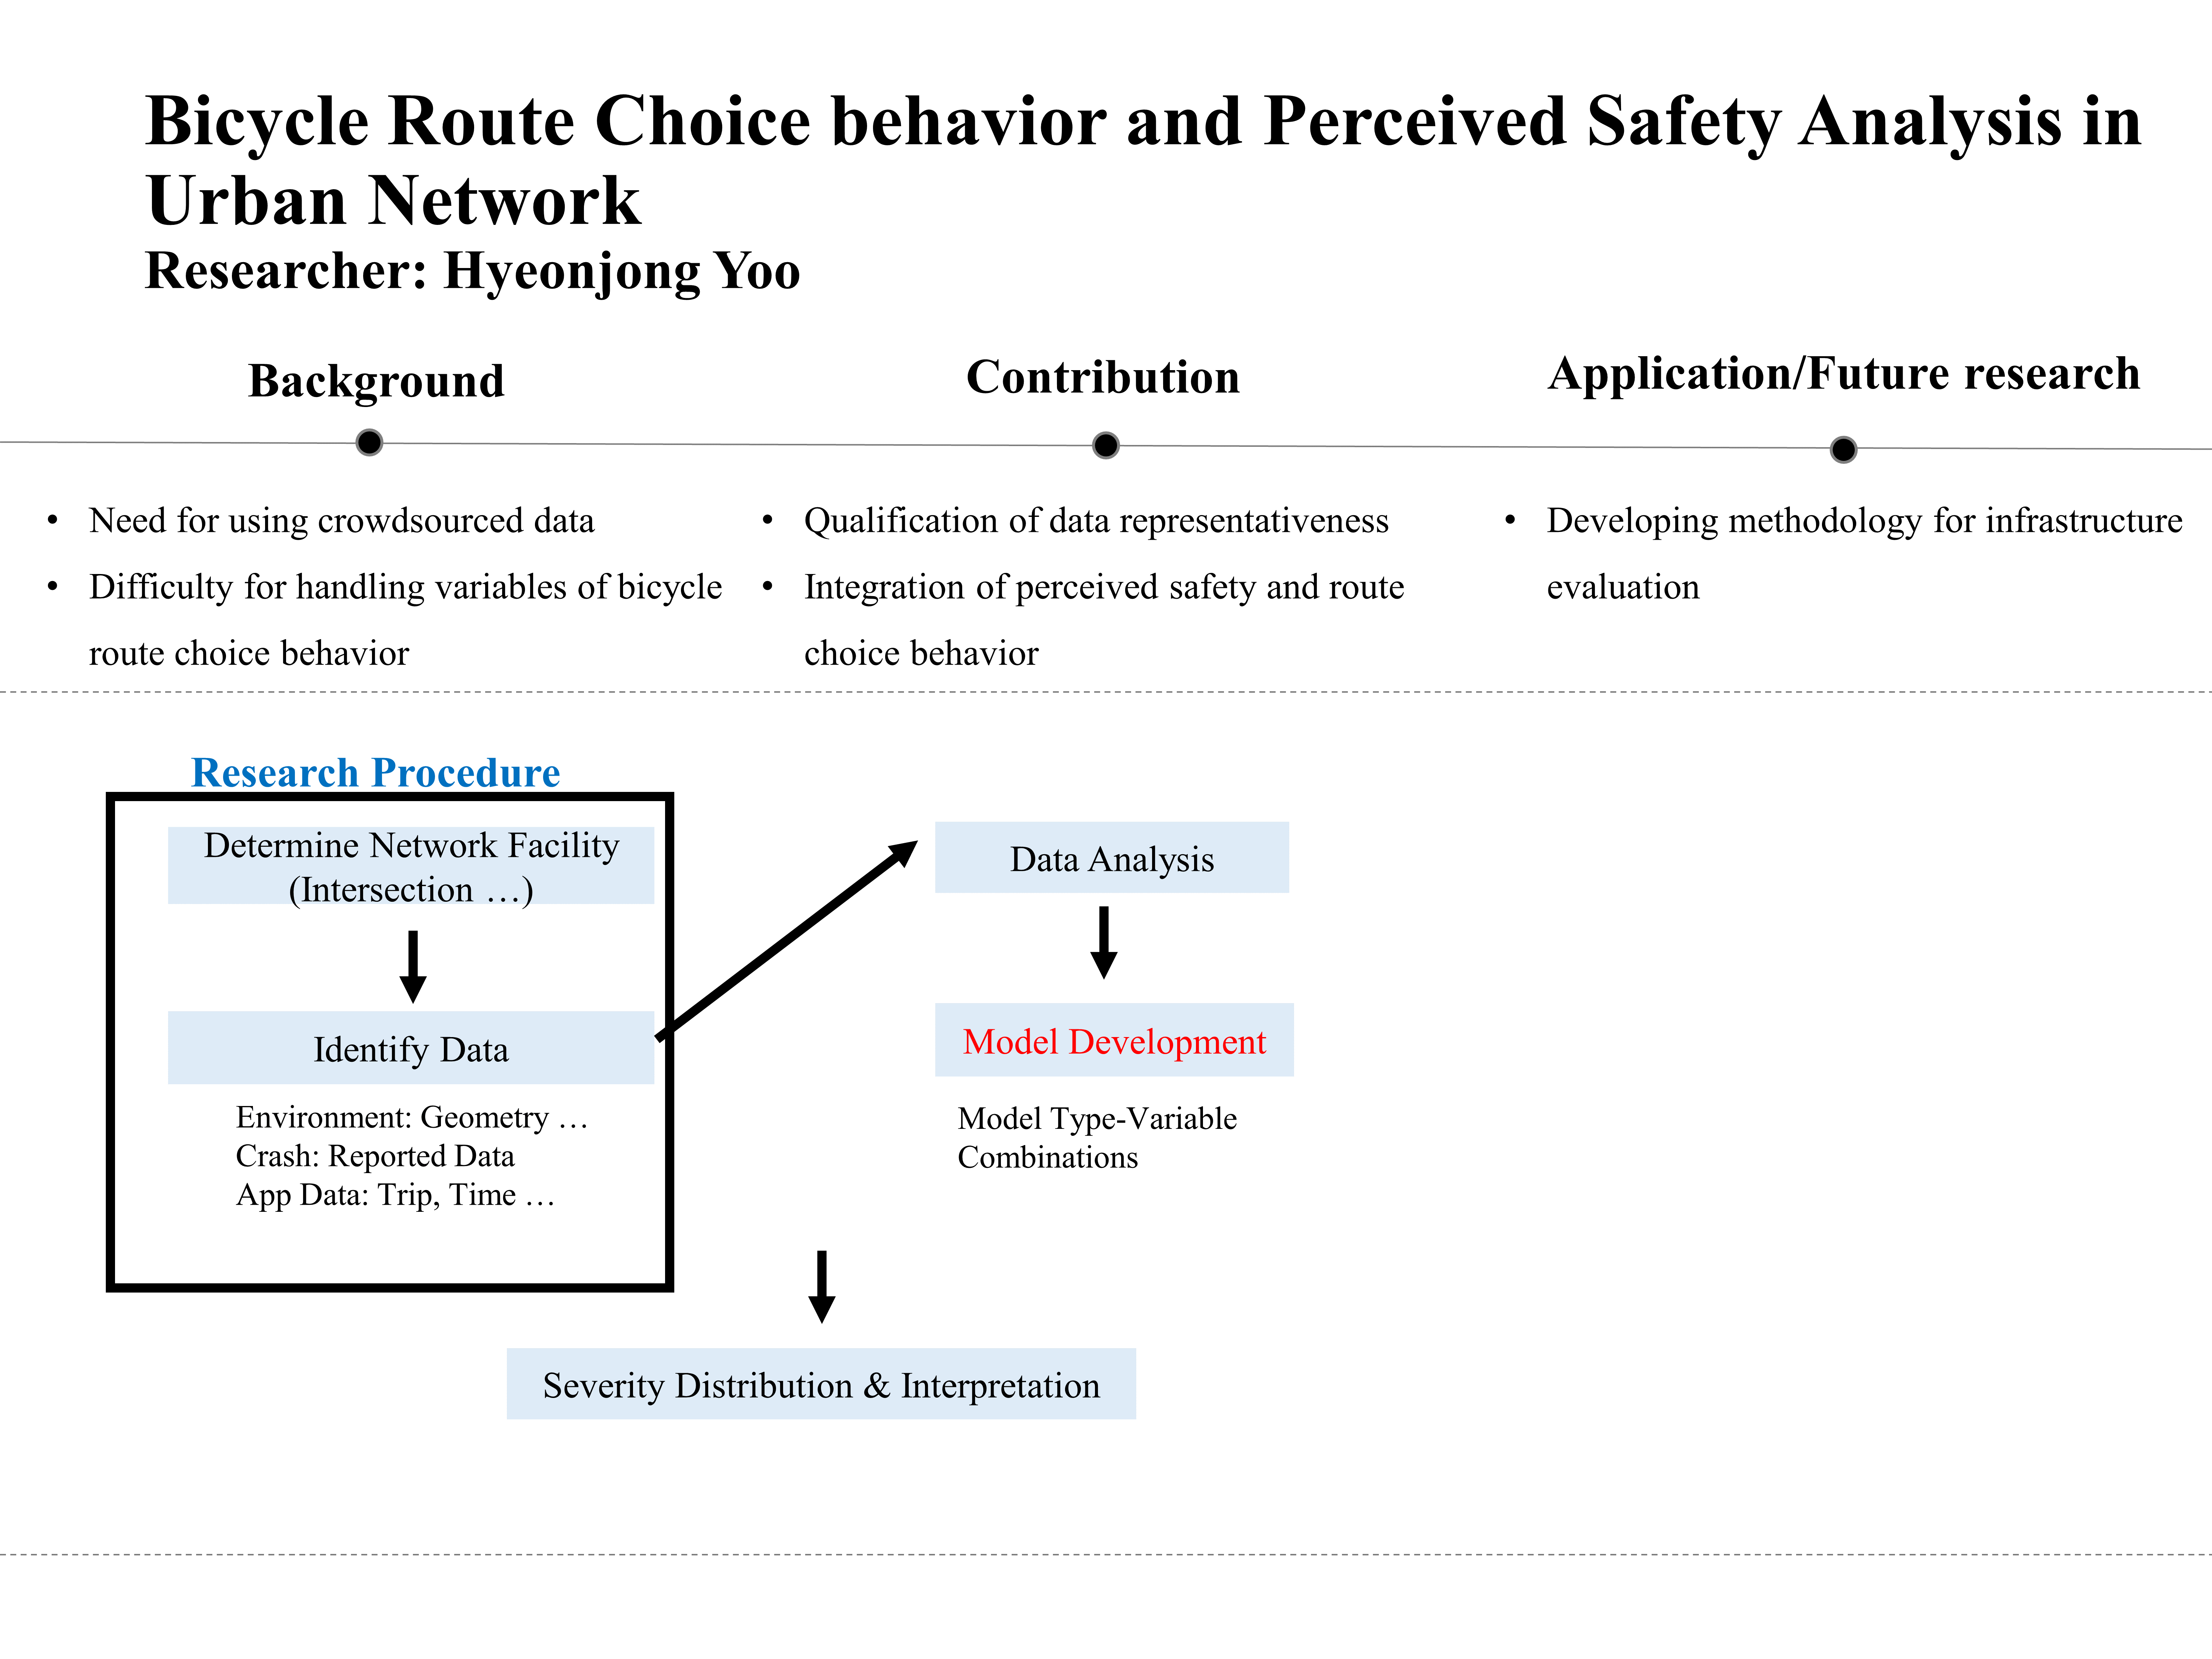 Bicycle Route Choice behavior and Perceived Safety Analysis in
Urban Network
Researcher: Hyeonjong Yoo
Background
Contribution
Application/Future research
• Need for using crowdsourced data
• Difficulty for handling variables of bicycle
route choice behavior
• Qualification of data representativeness
• Integration of perceived safety and route
choice behavior
• Developing methodology for infrastructure
evaluation
Research Procedure
Determine Network Facility
(Intersection …)
Identify Data
Environment: Geometry …
Crash: Reported Data
App Data: Trip, Time …
Data Analysis
Model Development
Model Type-Variable
Combinations
Severity Distribution & Interpretation